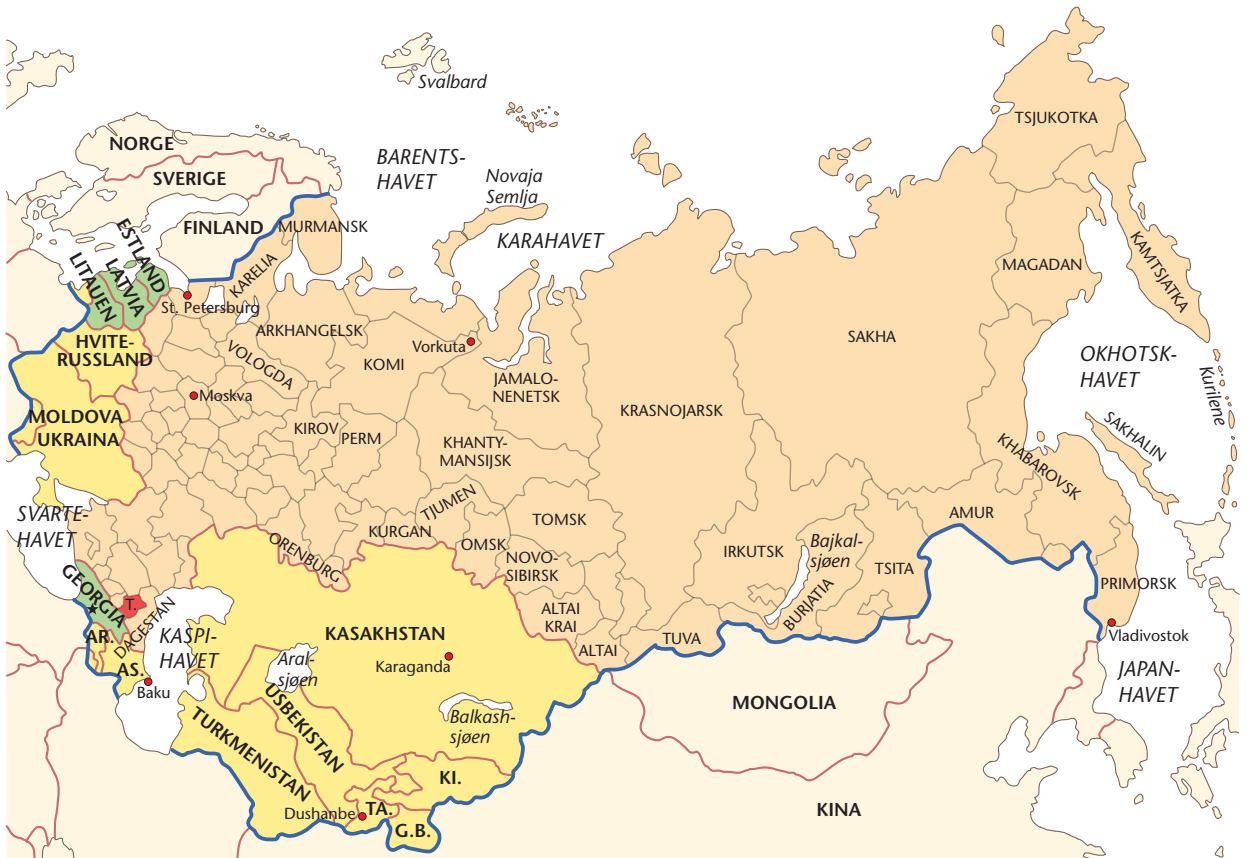 Svalbard
TSJUKOTKA
NORGE
BARENTS-
HAVET
SVERIGE
Novaja
Semlja
FINLAND
MURMANSK
KARAHAVET
KAMTSJATKA
ESTLAND
LATVIA
LITAUEN
KARELIA
MAGADAN
St. Petersburg
ARKHANGELSK
HVITE-
RUSSLAND
VOLOGDA
KOMI
Vorkuta
SAKHA
OKHOTSK-
HAVET
Kurilene
JAMALO-
NENETSK
Moskva
KRASNOJARSK
MOLDOVA
UKRAINA
KIROV
PERM
KHANTY-
MANSIJSK
SAKHALIN
KHABAROVSK
TJUMEN
SVARTE-
HAVET
KURGAN
OMSK
TOMSK
AMUR
ORENBURG
NOVO-
SIBIRSK
IRKUTSK
Bajkal-
sjøen
TSITA
BURJATIA
PRIMORSK
GEORGIA
T.
DAGESTAN
ALTAI
KRAI
ALTAI
TUVA
Vladivostok
AR.
AS.
KASPI-
HAVET
KASAKHSTAN
Karaganda
Aral-
sjøen
JAPAN-
HAVET
Baku
USBEKISTAN
Balkash-
sjøen
MONGOLIA
TURKMENISTAN
KI.
Dushanbe
TA.
G.B.
KINA